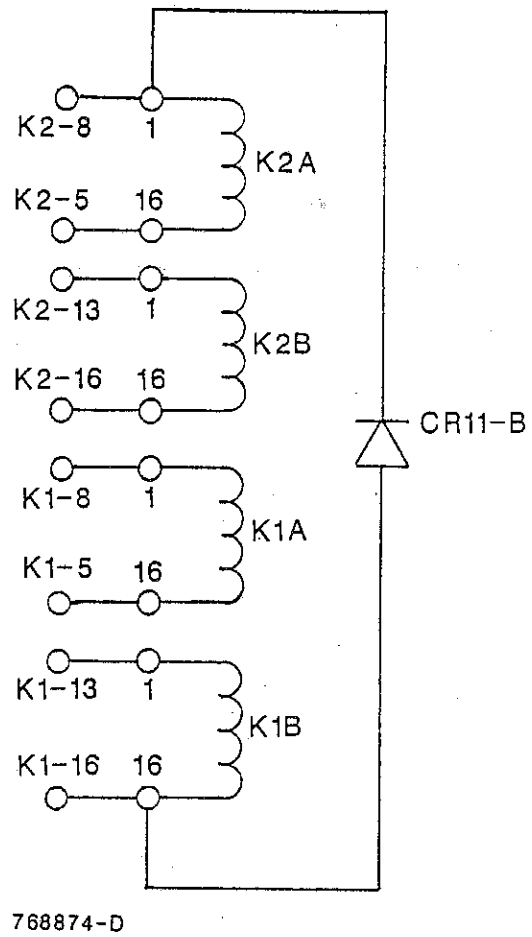 K2-8 1
K2A
K2-5 16
K2-13 1
K2B
K2-16 16
CR11-B
K1-8 1
K1A
K1-5 16
K1-13 1
K1B
K1-16 16
768874-D